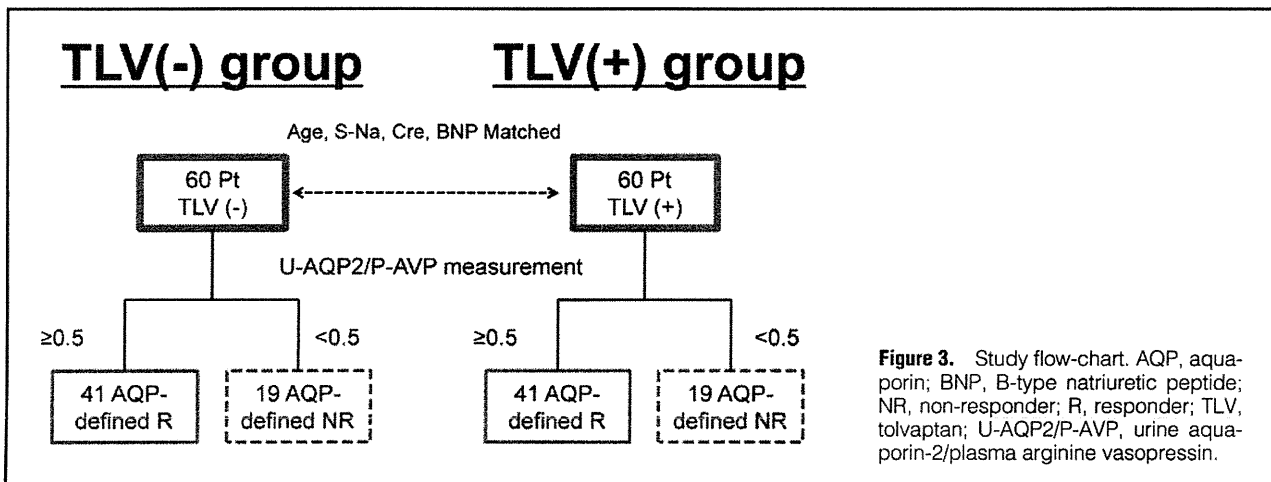 TLV(-) group
TLV(+) group
Age, S-Na, Cre, BNP Matched
60 Pt
TLV (-)
60 Pt
TLV (+)
U-AQP2/P-AVP measurement
≥0.5
<0.5
≥0.5
<0.5
41 AQP-
defined R
19 AQP-
defined NR
41 AQP-
defined R
19 AQP-
defined NR
Figure 3. Study flow-chart. AQP, aqua-
porin; BNP, B-type natriuretic peptide;
NR, non-responder; R, responder; TLV,
tolvaptan; U-AQP2/P-AVP, urine aqua-
porin-2/plasma arginine vasopressin.